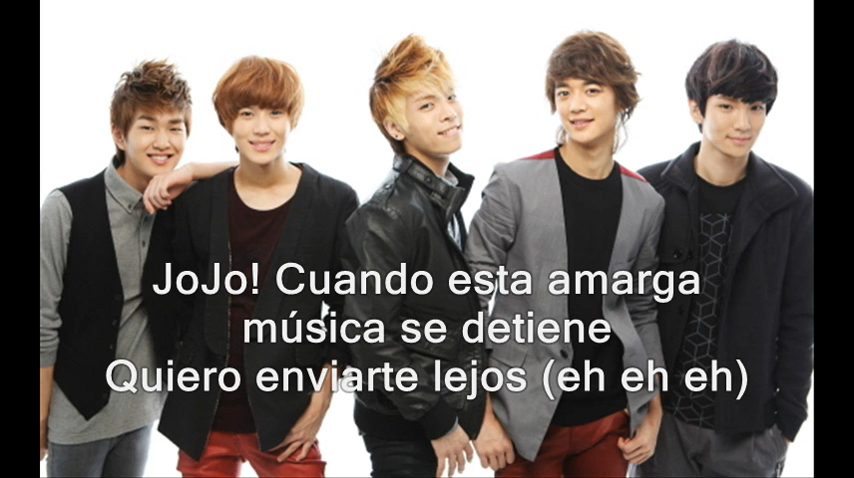 JoJo! Cuando esta amarga
música se detiene
Quiero enviarte lejos (eh eh eh)